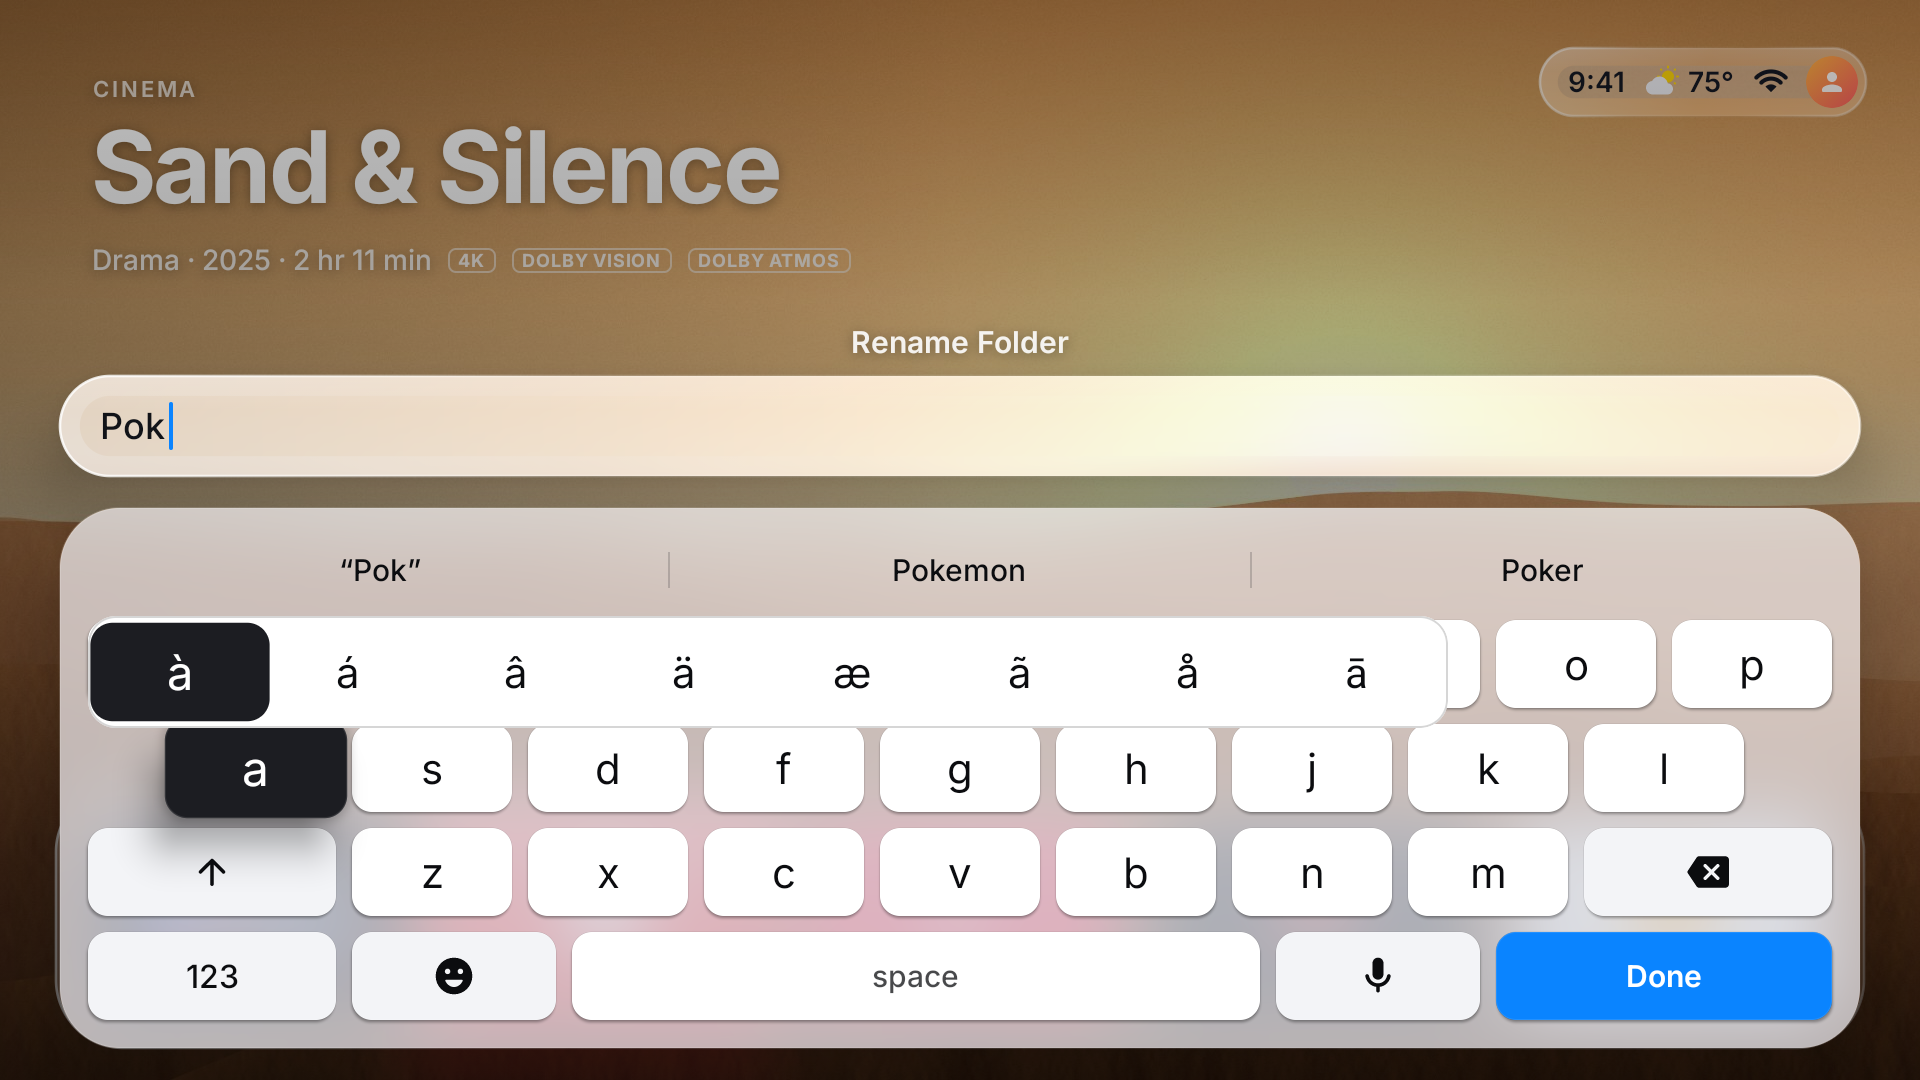 CINEMA
9:41 75°
Sand & Silence
Drama · 2025 · 2 hr 11 min 4K DOLBY VISION DOLBY ATMOS
Rename Folder
Pok
“Pok” Pokemon Poker
à á â ä æ ã å ā o p
a s d f g h j k l
z x c v b n m
123 space Done